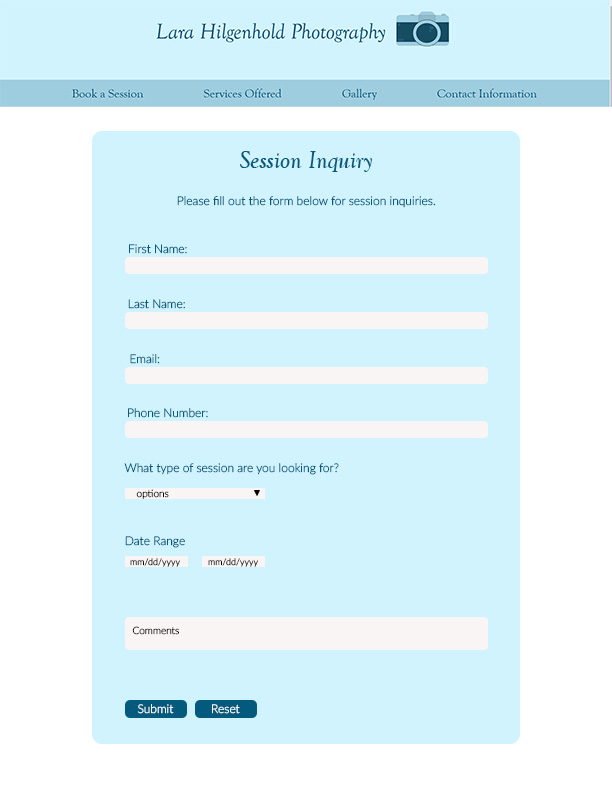 Lara Hilgenhold Photography
Book a Session Services Offered Gallery Contact Information
Session Inquiry
Please fill out the form below for session inquiries.
First Name:
Last Name:
Email:
Phone Number:
What type of session are you looking for?
options ▼
Date Range
mm/dd/yyyy mm/dd/yyyy
Comments
Submit Reset